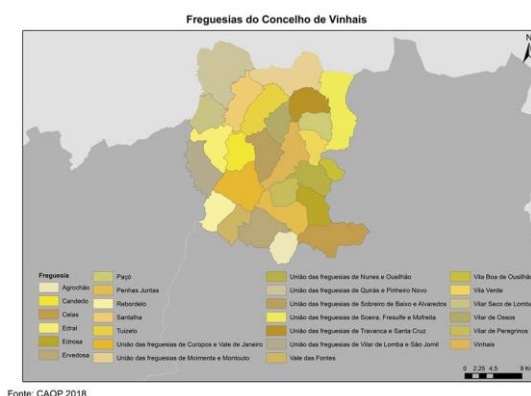 Freguesias do Concelho de Vinhais
N
Freguesia
Agrochão
Candedo
Celas
Edral
Edrosa
Ervedosa
Paçó
Penhas Juntas
Rebordelo
Santalha
Tuizelo
União das freguesias de Curopos e Vale de Janeiro
União das freguesias de Moimenta e Montouto
União das freguesias de Nunes e Ousilhão
União das freguesias de Quirás e Pinheiro Novo
União das freguesias de Sobreiro de Baixo e Alvaredos
União das freguesias de Soeira, Fresulfe e Mofreita
União das freguesias de Travanca e Santa Cruz
União das freguesias de Vilar de Lomba e São Jomil
Vale das Fontes
Vila Boa de Ousilhão
Vila Verde
Vilar Seco de Lomba
Vilar de Ossos
Vilar de Peregrinos
Vinhais
0 2,25 4,5 9 Km
Fonte: CAOP 2018